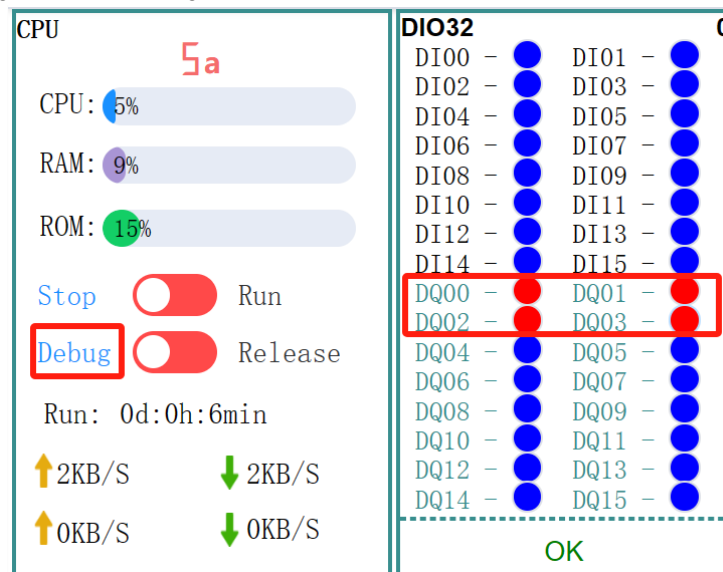 CPU
5a
CPU: 5%
RAM: 9%
ROM: 15%
Stop Run
Debug Release
Run: 0d:0h:6min
2KB/S 2KB/S
0KB/S 0KB/S
DIO32
DI00 - DI01 -
DI02 - DI03 -
DI04 - DI05 -
DI06 - DI07 -
DI08 - DI09 -
DI10 - DI11 -
DI12 - DI13 -
DI14 - DI15 -
DQ00 - DQ01 -
DQ02 - DQ03 -
DQ04 - DQ05 -
DQ06 - DQ07 -
DQ08 - DQ09 -
DQ10 - DQ11 -
DQ12 - DQ13 -
DQ14 - DQ15 -
OK